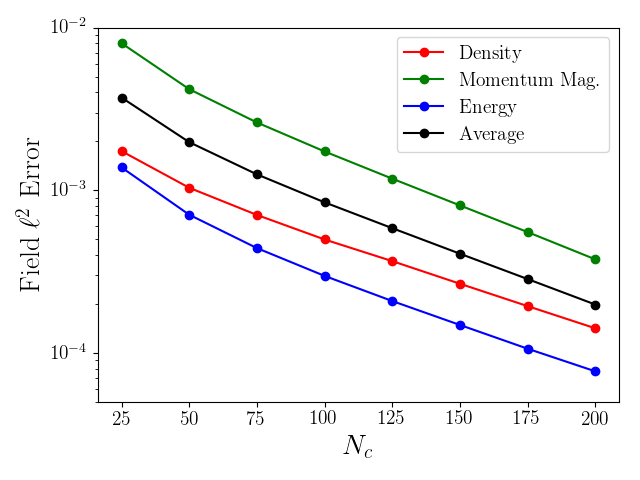 10⁻²
10⁻³
10⁻⁴
Field ℓ² Error
Density
Momentum Mag.
Energy
Average
25 50 75 100 125 150 175 200
N_c